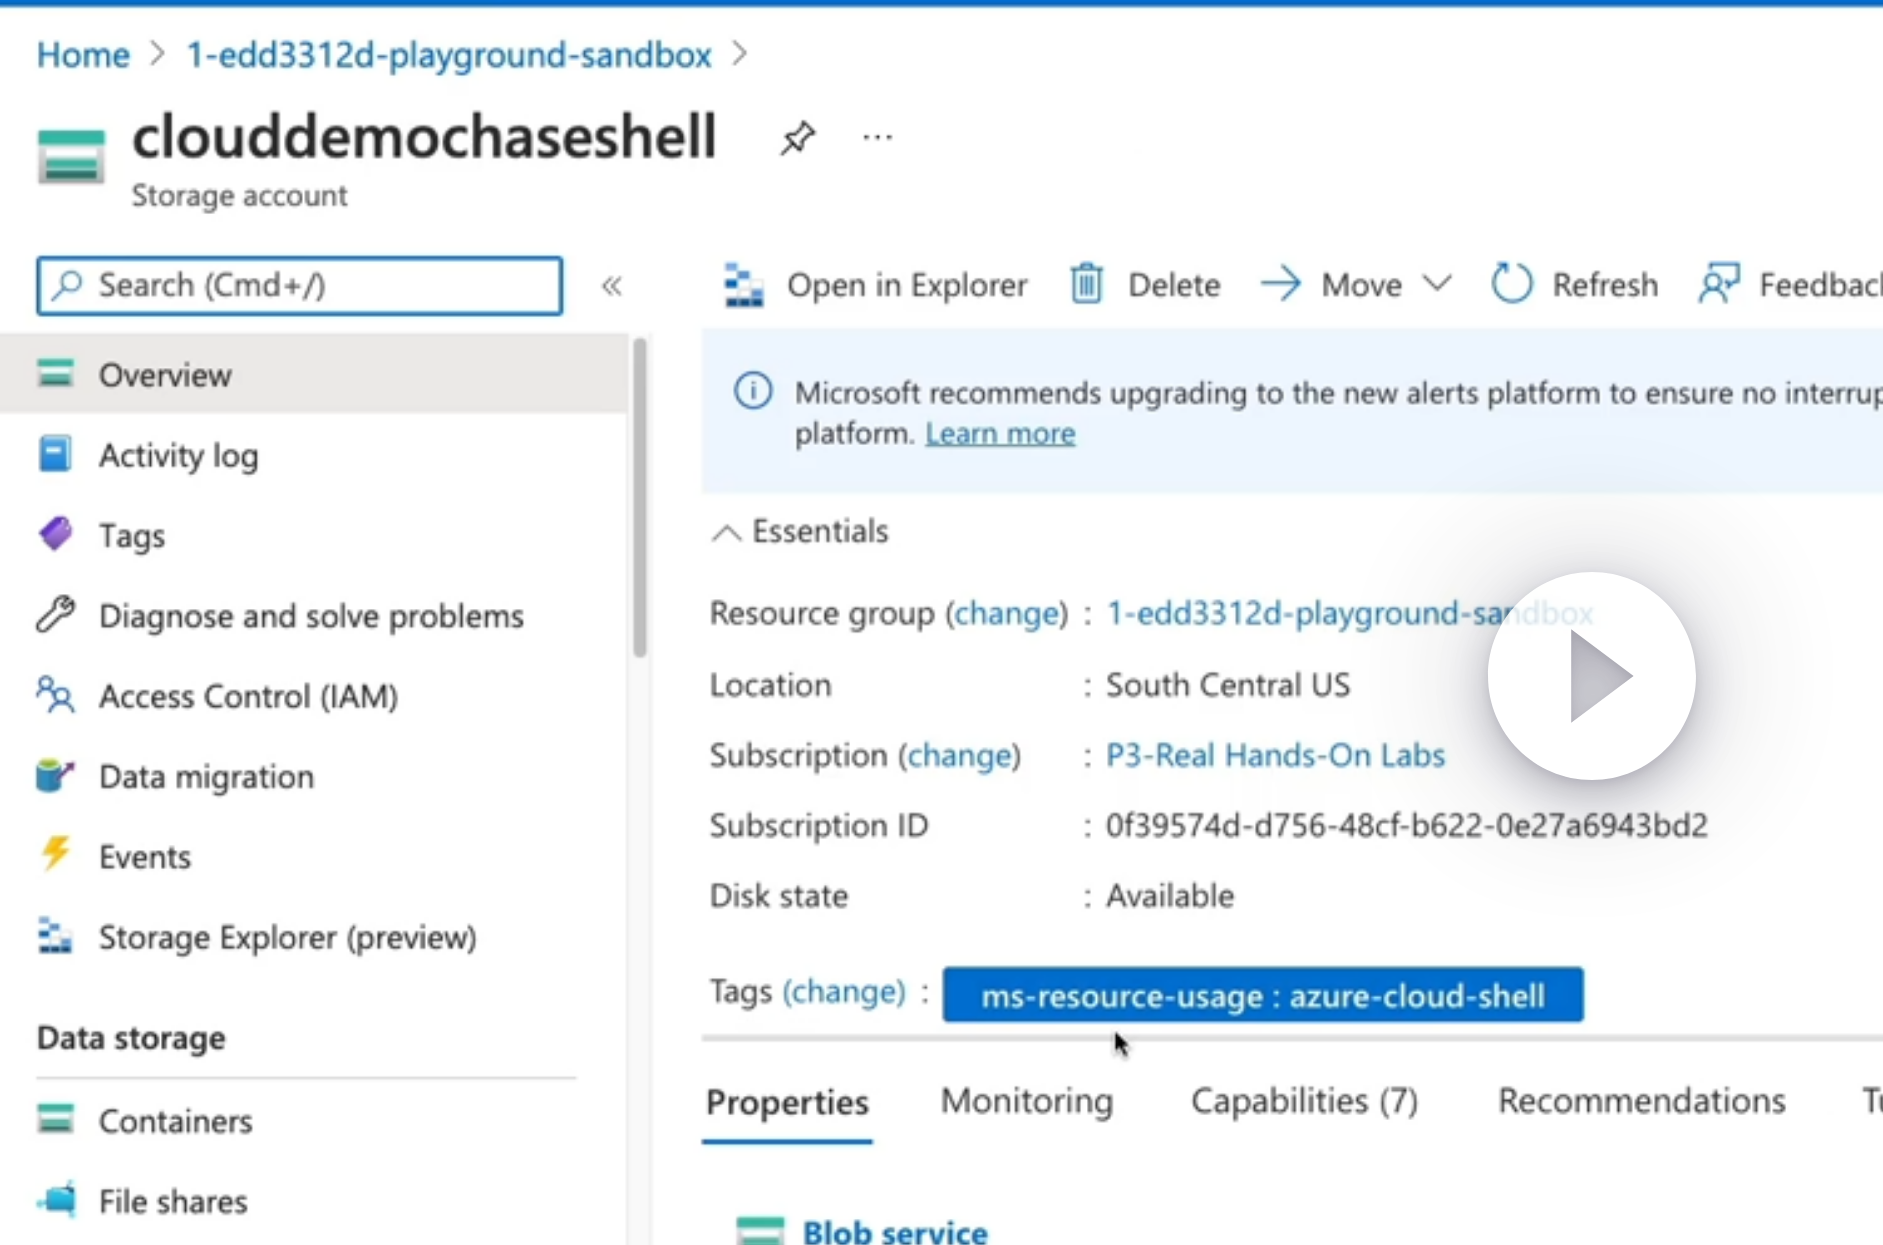 Home > 1-edd3312d-playground-sandbox >
clouddemochaseshell
...
Storage account
Search (Cmd+/)
«
Overview
Activity log
Tags
Diagnose and solve problems
Access Control (IAM)
Data migration
Events
Storage Explorer (preview)
Data storage
Containers
File shares
Open in Explorer Delete Move Refresh Feedback
Microsoft recommends upgrading to the new alerts platform to ensure no interrup
platform. Learn more
Essentials
Resource group (change) : 1-edd3312d-playground-sandbox
Location : South Central US
Subscription (change) : P3-Real Hands-On Labs
Subscription ID : 0f39574d-d756-48cf-b622-0e27a6943bd2
Disk state : Available
Tags (change) : ms-resource-usage : azure-cloud-shell
Properties Monitoring Capabilities (7) Recommendations
Blob service